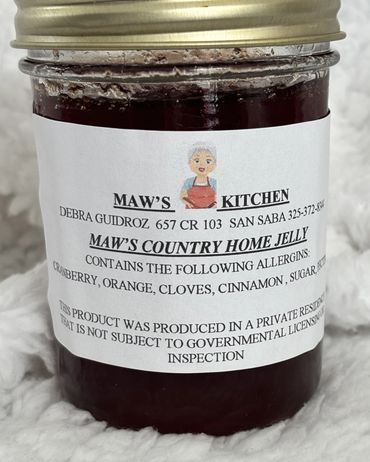 MAW'S KITCHEN
DEBRA GUIDROZ 657 CR 103 SAN SABA
MAW'S COUNTRY HOME JELLY
CONTAINS THE FOLLOWING ALLERGINS:
CRANBERRY, ORANGE, CLOVES, CINNAMON , SUGAR,
THIS PRODUCT WAS PRODUCED IN A PRIVATE
THAT IS NOT SUBJECT TO GOVERNMENTAL LICENSING
INSPECTION